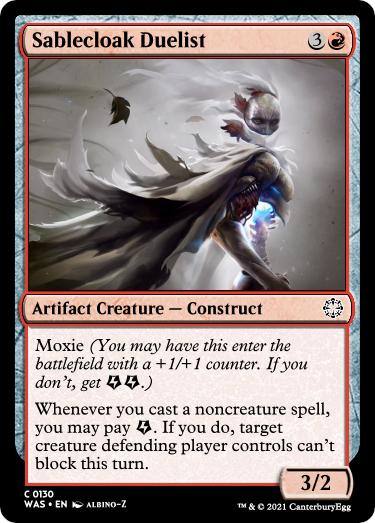 Sablecloak Duelist 3
Artifact Creature — Construct
Moxie (You may have this enter the
battlefield with a +1/+1 counter. If you
don't, get .)
Whenever you cast a noncreature spell,
you may pay . If you do, target
creature defending player controls can't
block this turn.
3/2
C 0130
WAS • EN ALBINO-Z
™ & © 2021 CanterburyEgg